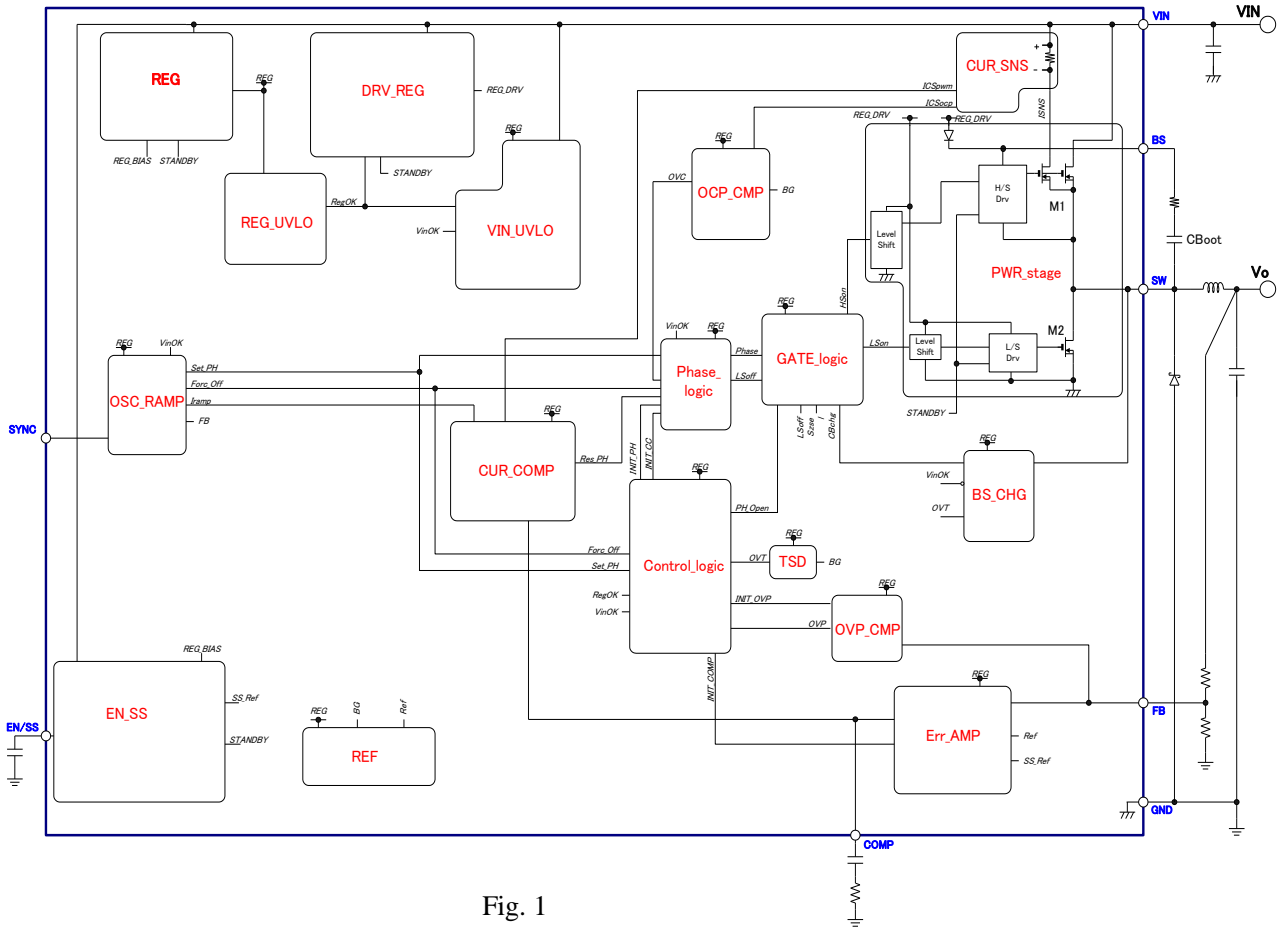 VIN
VIN
REG
REG
DRV_REG
REG_DRV
CUR_SNS
+
-
ICSpwm
ICSocp
ISNS
REG_DRV
REG_DRV
BS
REG_BIAS
STANDBY
STANDBY
REG
REG
REG_UVLO
RegOK
VinOK
VIN_UVLO
OVC
OCP_CMP
BG
H/S
Drv
M1
Level
Shift
CBoot
PWR_stage
SW
Vo
HSon
REG
VinOK
REG
REG
VinOK
M2
OSC_RAMP
Set_PH
Forc_Off
Iramp
FB
Phase_
logic
Phase
LSoff
GATE_logic
LSon
Level
Shift
L/S
Drv
STANDBY
SYNC
REG
CUR_COMP
Res_PH
INIT_PH
INIT_CC
LSoff
Szse
I
CBchg
REG
BS_CHG
VinOK
OVT
REG
PH_Open
Control_logic
Forc_Off
Set_PH
RegOK
VinOK
REG
OVT
TSD
BG
INIT_OVP
OVP
REG
OVP_CMP
INIT_COMP
REG_BIAS
EN_SS
SS_Ref
STANDBY
EN/SS
REG
BG
Ref
REF
REG
Err_AMP
Ref
SS_Ref
FB
GND
COMP
Fig. 1